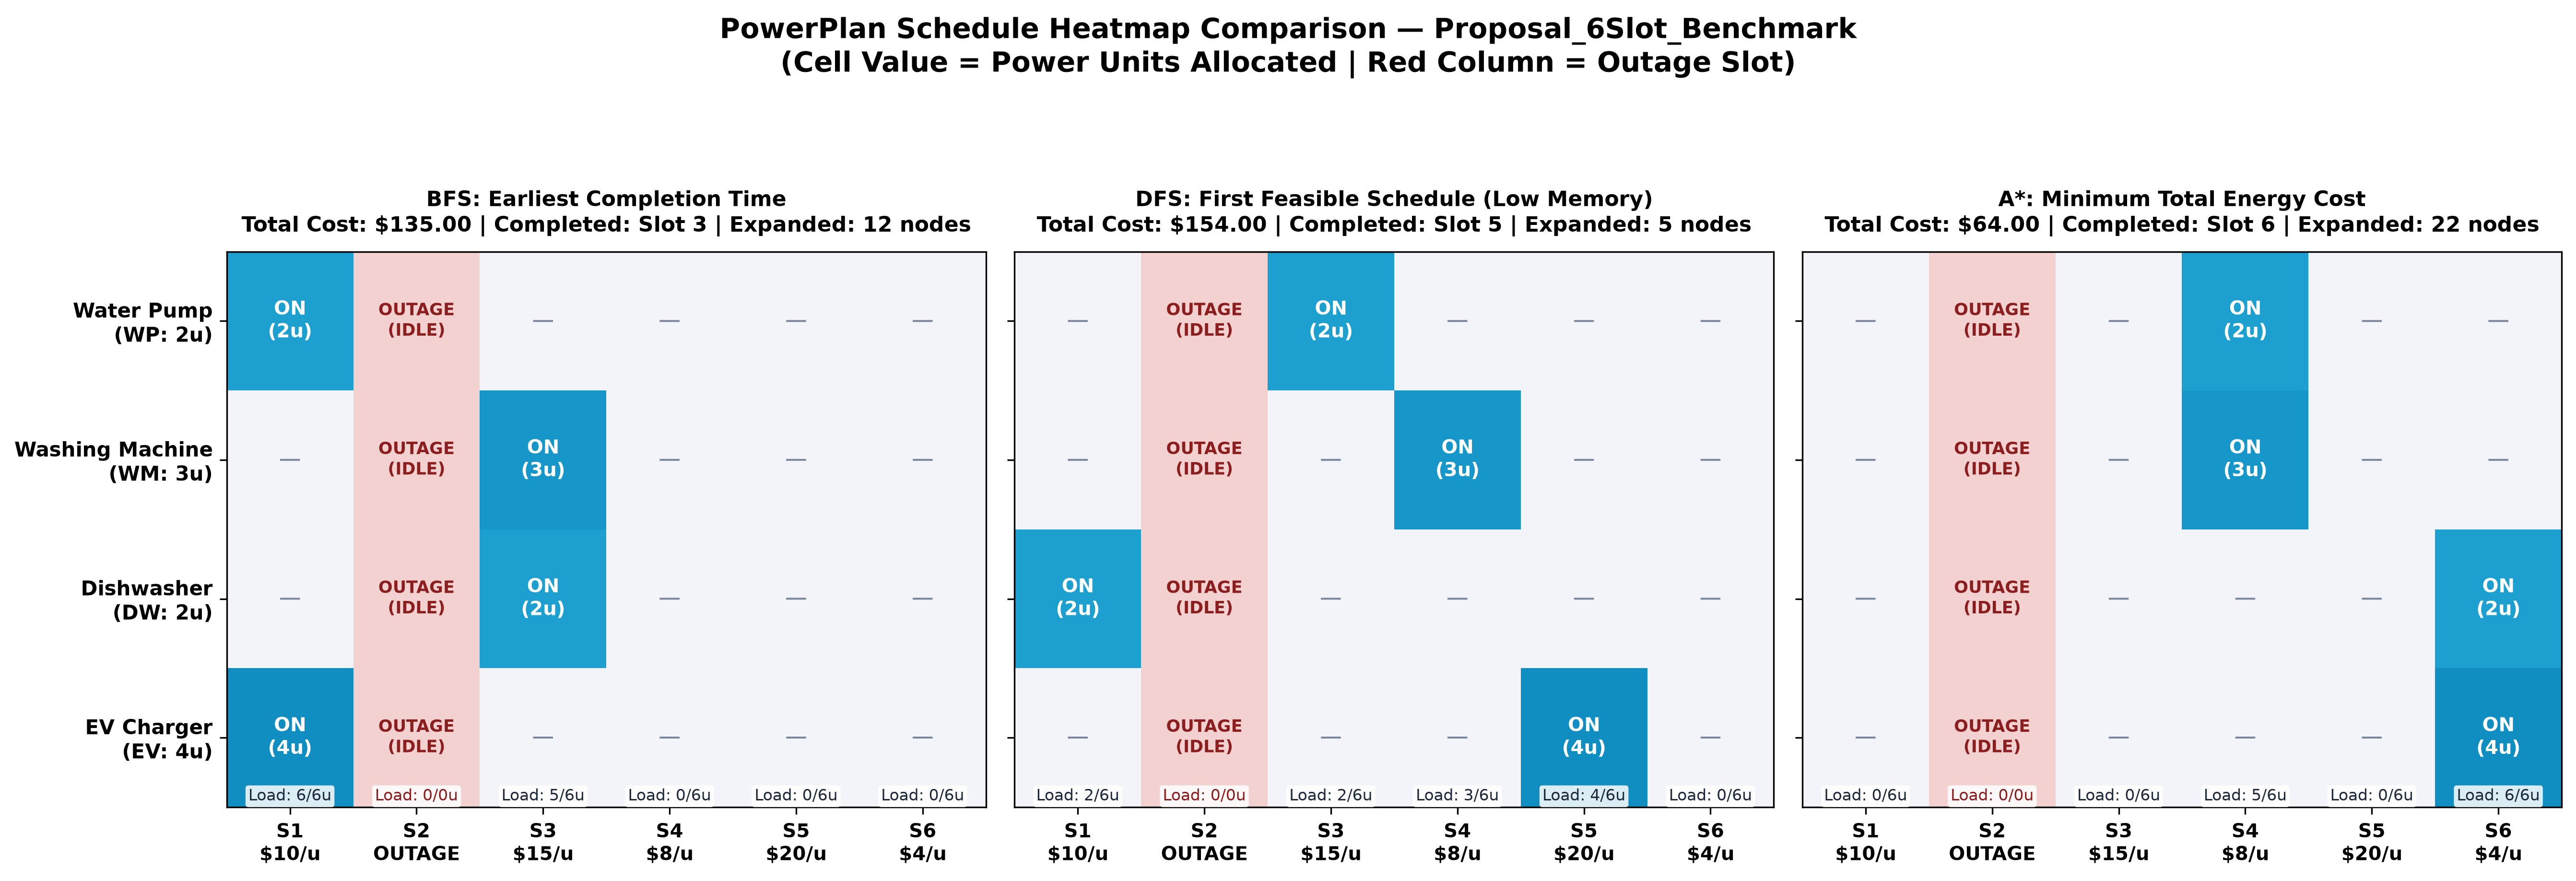 PowerPlan Schedule Heatmap Comparison — Proposal_6Slot_Benchmark
(Cell Value = Power Units Allocated | Red Column = Outage Slot)
BFS: Earliest Completion Time
Total Cost: $135.00 | Completed: Slot 3 | Expanded: 12 nodes
Water Pump
(WP: 2u)
Washing Machine
(WM: 3u)
Dishwasher
(DW: 2u)
EV Charger
(EV: 4u)
ON
(2u)
OUTAGE
(IDLE)
—
—
—
—
—
OUTAGE
(IDLE)
ON
(3u)
—
—
—
—
OUTAGE
(IDLE)
ON
(2u)
—
—
—
ON
(4u)
OUTAGE
(IDLE)
—
—
—
—
Load: 6/6u
Load: 0/0u
Load: 5/6u
Load: 0/6u
Load: 0/6u
Load: 0/6u
S1
$10/u
S2
OUTAGE
S3
$15/u
S4
$8/u
S5
$20/u
S6
$4/u
DFS: First Feasible Schedule (Low Memory)
Total Cost: $154.00 | Completed: Slot 5 | Expanded: 5 nodes
—
OUTAGE
(IDLE)
ON
(2u)
—
—
—
—
OUTAGE
(IDLE)
—
ON
(3u)
—
—
ON
(2u)
OUTAGE
(IDLE)
—
—
—
—
—
OUTAGE
(IDLE)
—
—
ON
(4u)
—
Load: 2/6u
Load: 0/0u
Load: 2/6u
Load: 3/6u
Load: 4/6u
Load: 0/6u
S1
$10/u
S2
OUTAGE
S3
$15/u
S4
$8/u
S5
$20/u
S6
$4/u
A*: Minimum Total Energy Cost
Total Cost: $64.00 | Completed: Slot 6 | Expanded: 22 nodes
—
OUTAGE
(IDLE)
—
ON
(2u)
—
—
—
OUTAGE
(IDLE)
—
ON
(3u)
—
—
—
OUTAGE
(IDLE)
—
—
—
ON
(2u)
—
OUTAGE
(IDLE)
—
—
—
ON
(4u)
Load: 0/6u
Load: 0/0u
Load: 0/6u
Load: 5/6u
Load: 0/6u
Load: 6/6u
S1
$10/u
S2
OUTAGE
S3
$15/u
S4
$8/u
S5
$20/u
S6
$4/u